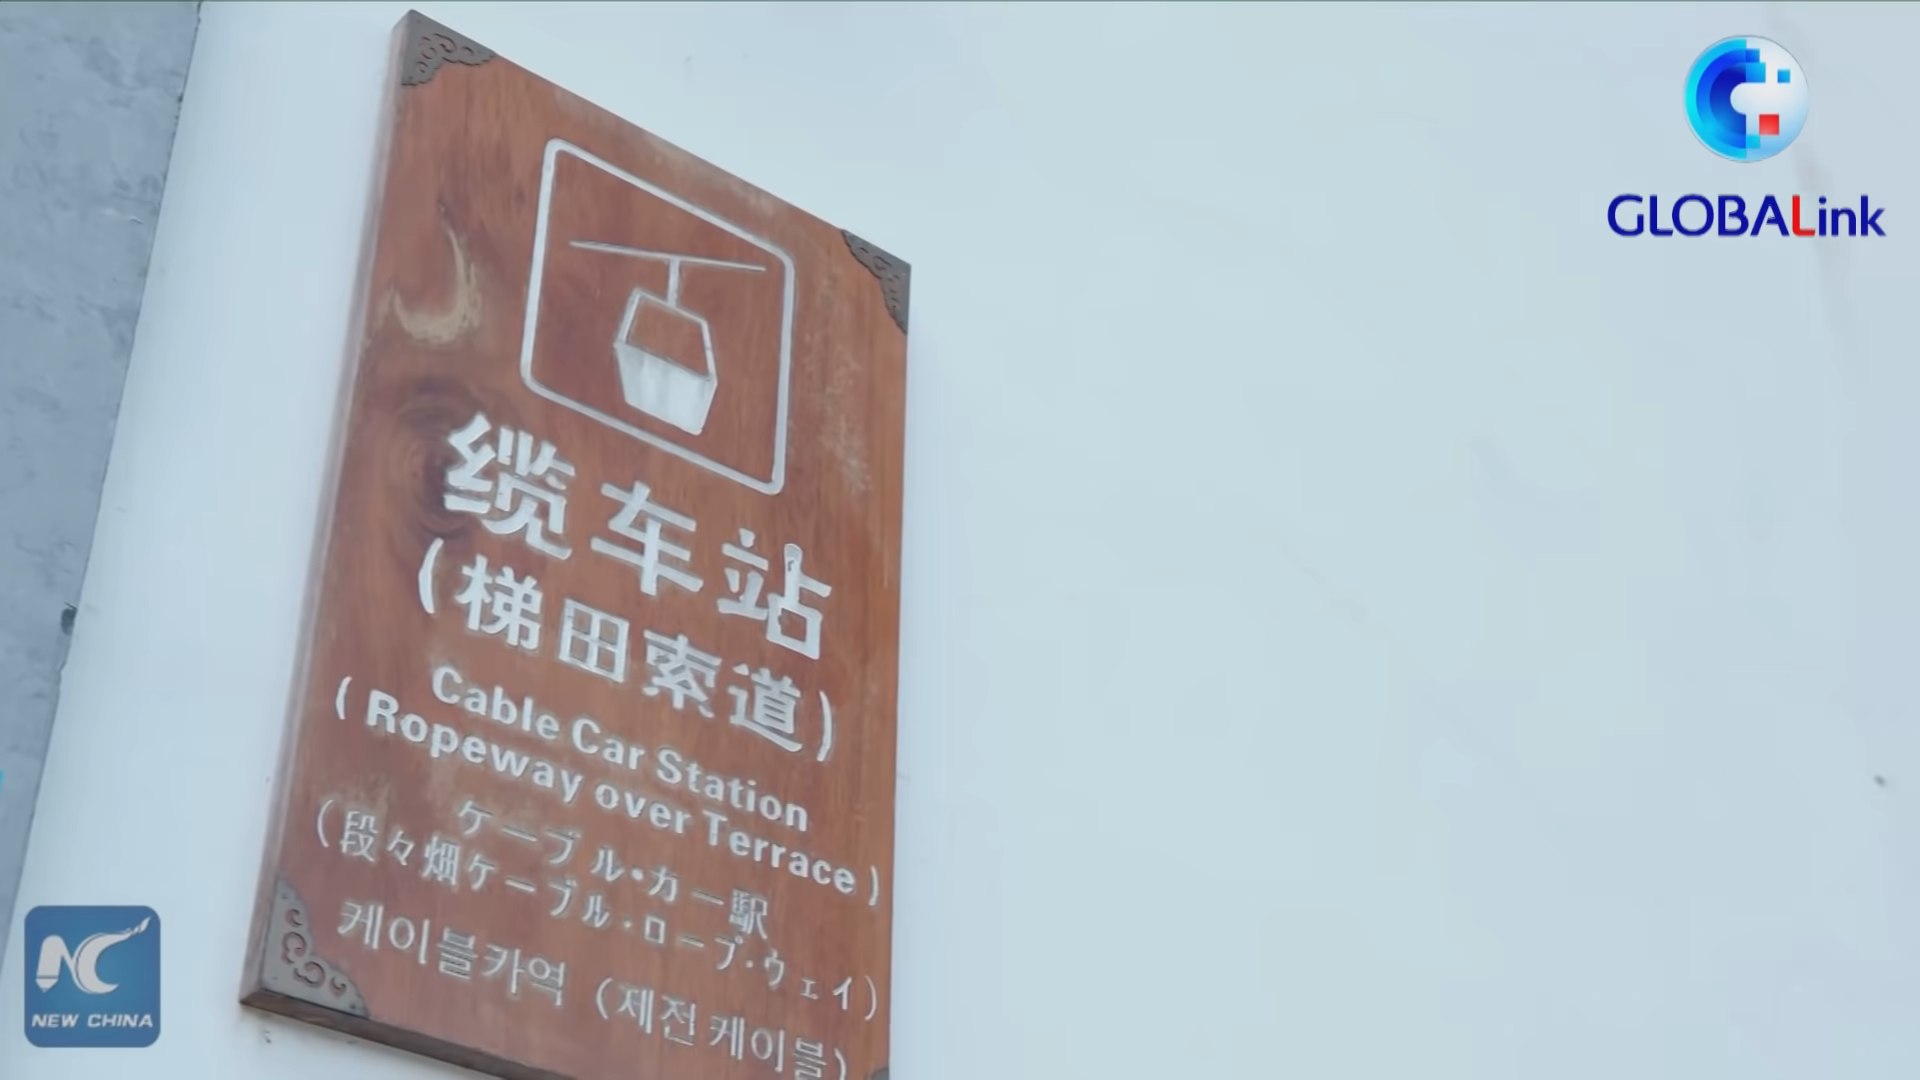 GLOBALink
缆车站
(梯田索道)
Cable Car Station
(Ropeway over Terrace)
ケーブル・カー駅
(段々畑ケーブル・ロープ・ウェイ)
케이블카역 (제전 케이블)
NC
NEW CHINA